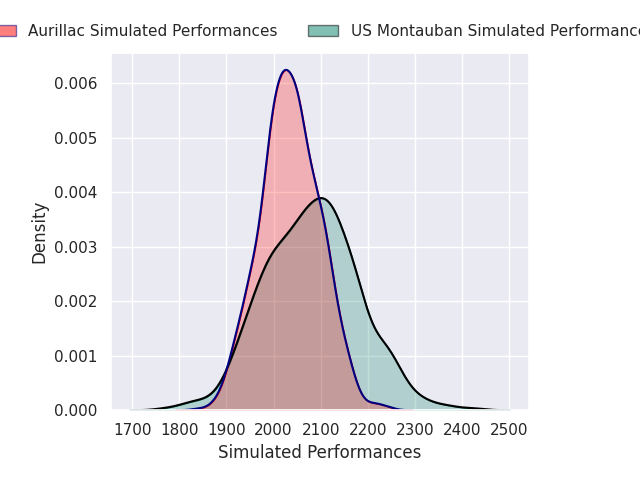 Aurillac Simulated Performances US Montauban Simulated Performance
0.006
0.005
0.004
0.003
0.002
0.001
0.000
Density
1700 1800 1900 2000 2100 2200 2300 2400 2500
Simulated Performances